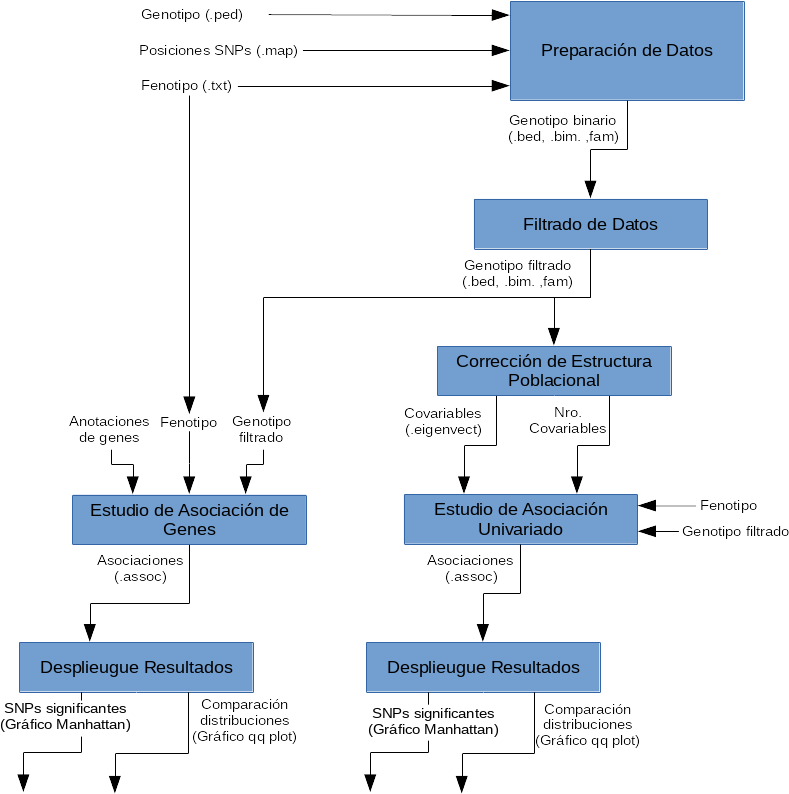 Genotipo (.ped)
Posiciones SNPs (.map)
Fenotipo (.txt)
Preparación de Datos
Genotipo binario
(.bed, .bim. ,fam)
Filtrado de Datos
Genotipo filtrado
(.bed, .bim. ,fam)
Corrección de Estructura
Poblacional
Covariables
(.eigenvect)
Nro.
Covariables
Anotaciones
de genes
Fenotipo
Genotipo
filtrado
Estudio de Asociación de
Genes
Estudio de Asociación
Univariado
Fenotipo
Genotipo filtrado
Asociaciones
(.assoc)
Asociaciones
(.assoc)
Desplieugue Resultados
Desplieugue Resultados
SNPs significantes
(Gráfico Manhattan)
Comparación
distribuciones
(Gráfico qq plot)
SNPs significantes
(Gráfico Manhattan)
Comparación
distribuciones
(Gráfico qq plot)